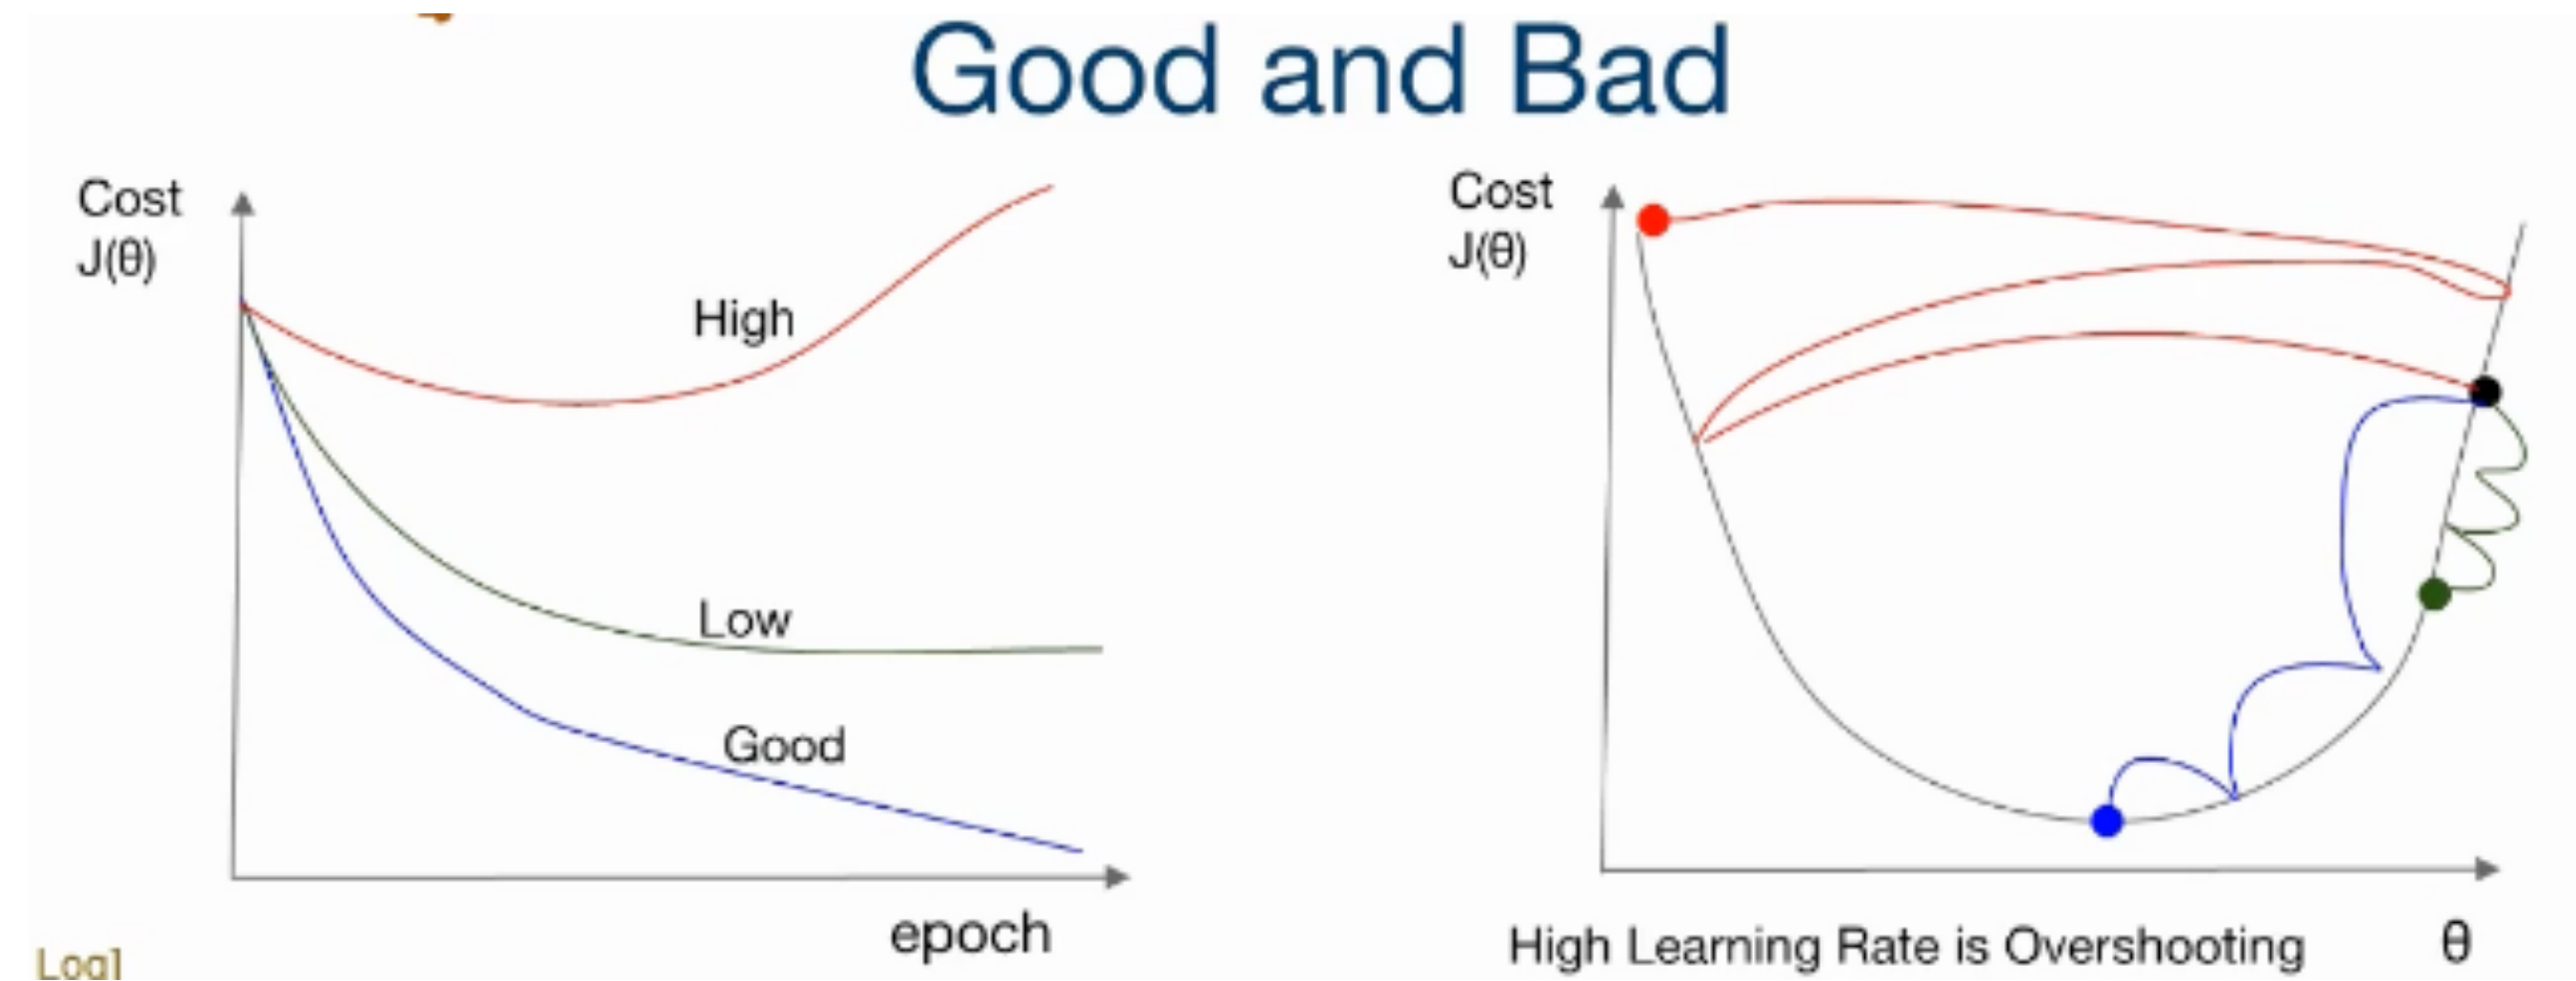 Good and Bad
Cost
J(θ)
High
Low
Good
epoch
Cost
J(θ)
High Learning Rate is Overshooting
θ